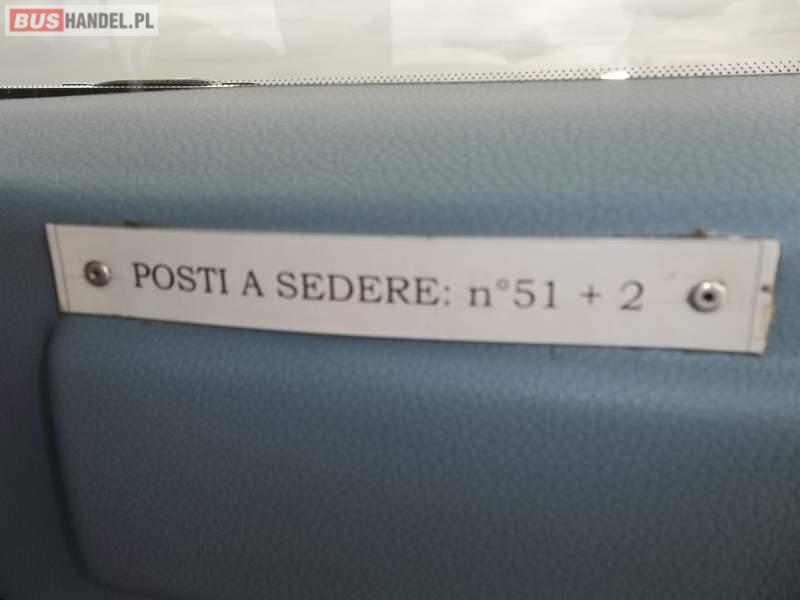 BUSHANDEL.PL
POSTI A SEDERE: n°51 + 2